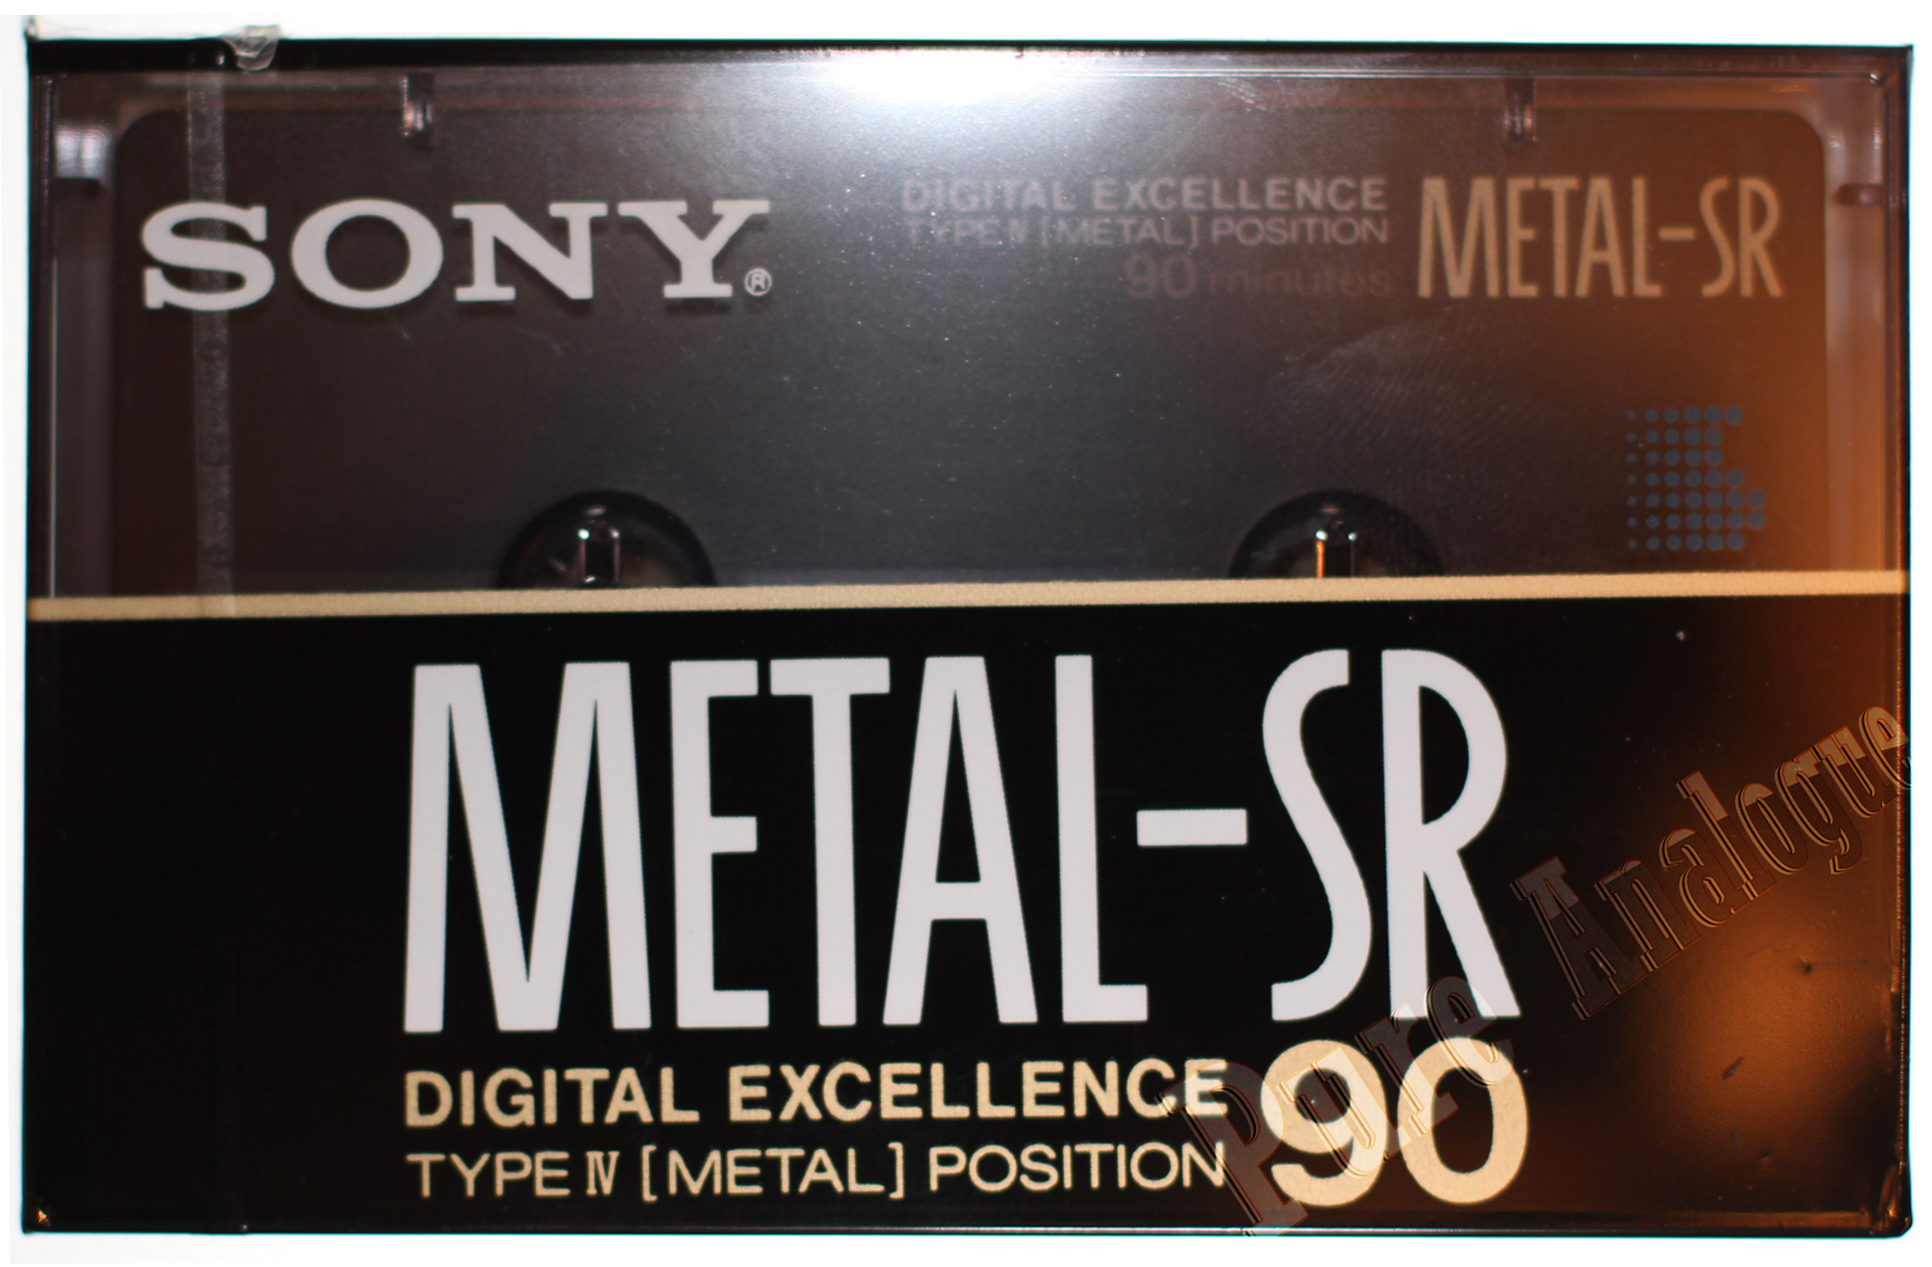 SONY®
DIGITAL EXCELLENCE
TYPE IV [METAL] POSITION
90 minutes
METAL-SR
METAL-SR
DIGITAL EXCELLENCE
TYPE IV [METAL] POSITION
90
Pure Analogue